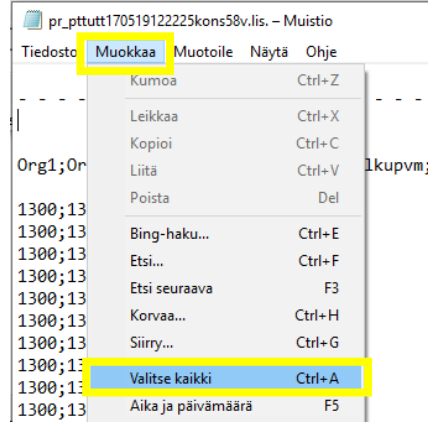 pr_pttutt170519122225kons58v.lis. – Muistio
Tiedosto Muokkaa Muotoile Näytä Ohje
Kumoa Ctrl+Z
- - - -
Leikkaa Ctrl+X
Kopioi Ctrl+C
Org1;Or lkupvm;
Liitä Ctrl+V
Poista Del
1300;13
1300;13 Bing-haku... Ctrl+E
1300;13 Etsi... Ctrl+F
1300;13 Etsi seuraava F3
1300;13 Korvaa... Ctrl+H
1300;13 Siirry... Ctrl+G
1300;13
1300;13 Valitse kaikki Ctrl+A
1300;13
1300;13 Aika ja päivämäärä F5